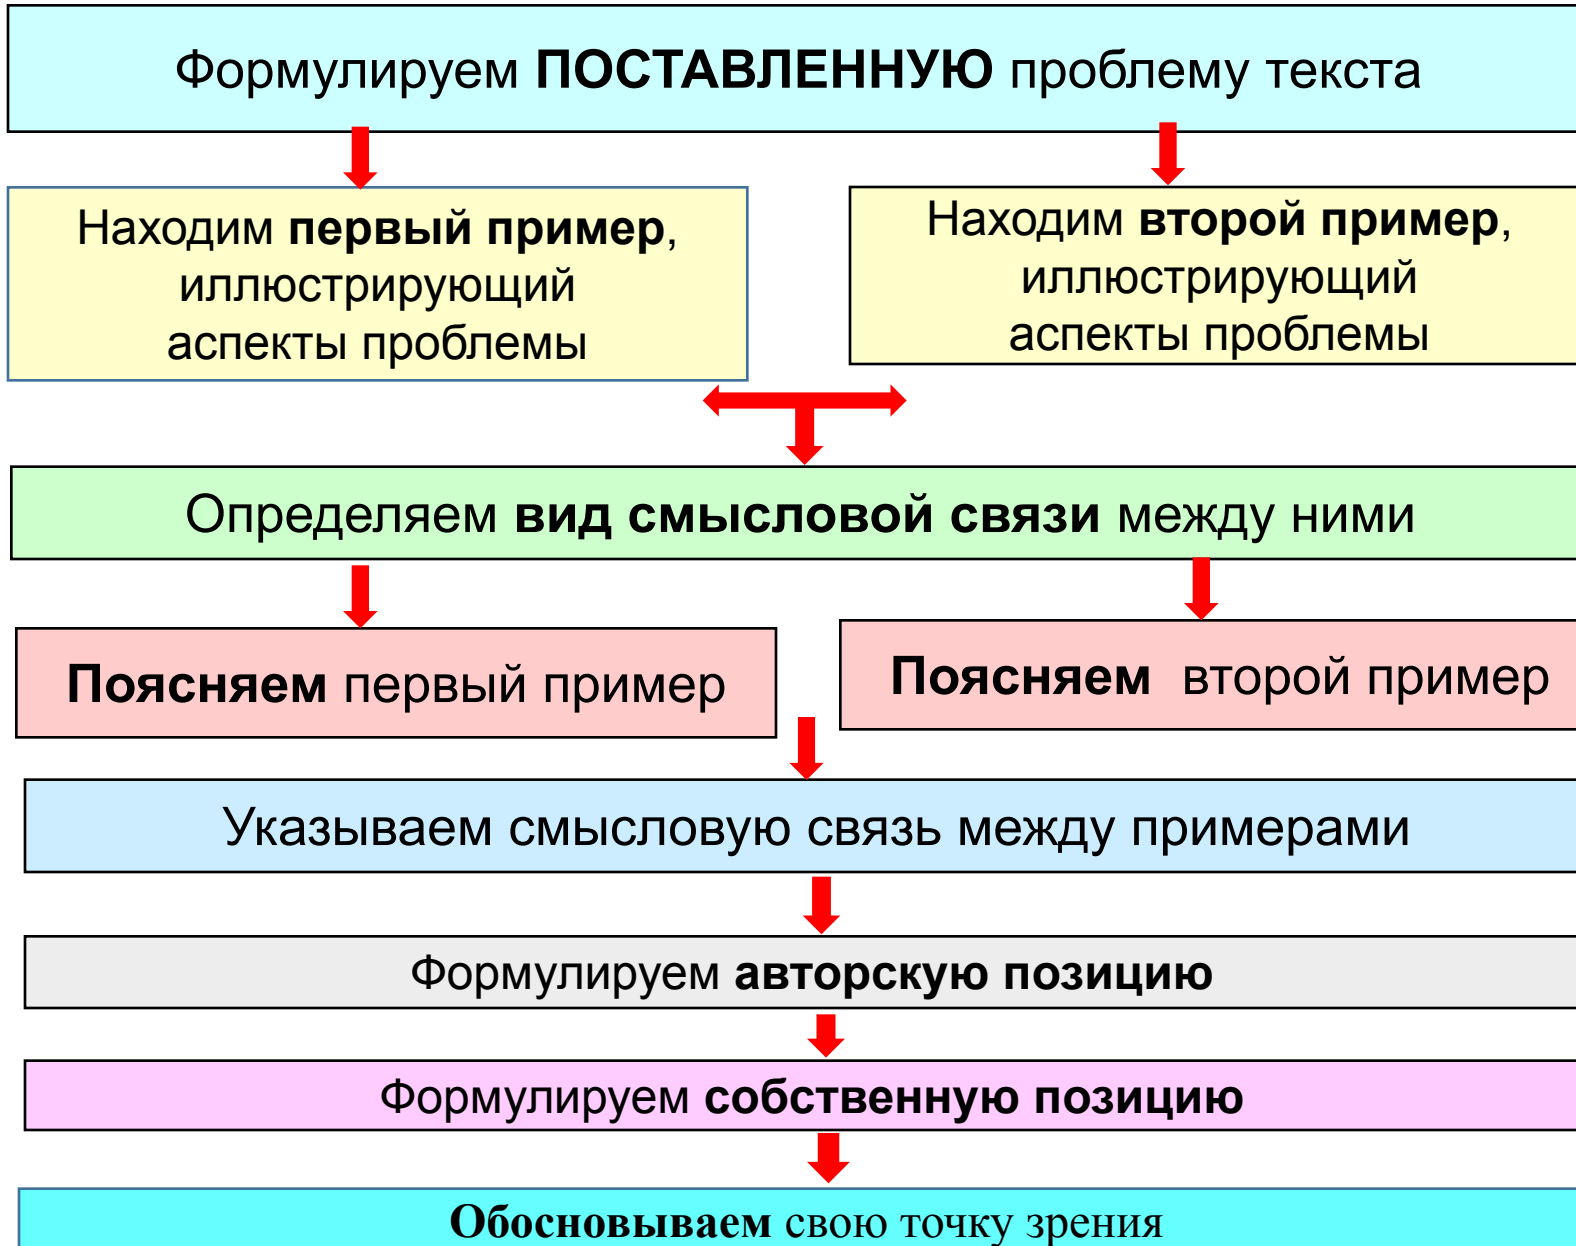 Формулируем ПОСТАВЛЕННУЮ проблему текста
Находим первый пример,
иллюстрирующий
аспекты проблемы
Находим второй пример,
иллюстрирующий
аспекты проблемы
Определяем вид смысловой связи между ними
Поясняем первый пример
Поясняем второй пример
Указываем смысловую связь между примерами
Формулируем авторскую позицию
Формулируем собственную позицию
Обосновываем свою точку зрения